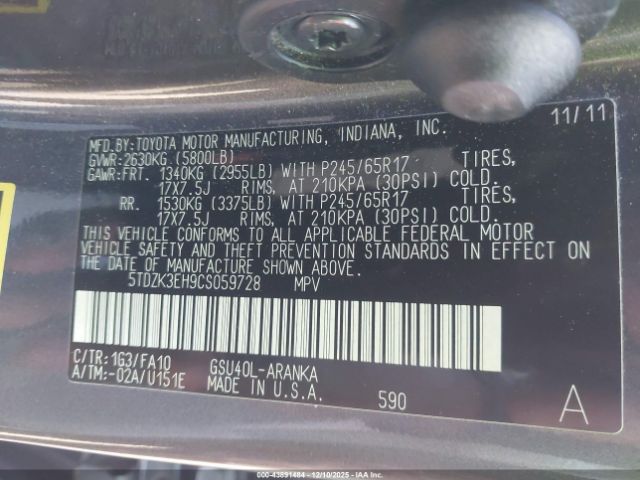 11/11
MFD.BY:TOYOTA MOTOR MANUFACTURING, INDIANA, INC.
GVWR:2630KG (5800LB)
GAWR:FRT. 1340KG (2955LB) WITH P245/65R17 TIRES,
17X7.5J RIMS, AT 210KPA (30PSI) COLD.
RR. 1530KG (3375LB) WITH P245/65R17 TIRES,
17X7.5J RIMS, AT 210KPA (30PSI) COLD.
THIS VEHICLE CONFORMS TO ALL APPLICABLE FEDERAL MOTOR
VEHICLE SAFETY AND THEFT PREVENTION STANDARDS IN EFFECT ON
THE DATE OF MANUFACTURE SHOWN ABOVE.
5TDZK3EH9CS059728 MPV
C/TR:1G3/FA10 GSU40L-ARANKA
A/TM:-02A/U151E MADE IN U.S.A. 590 A
000-43891484 - 12/10/2025 - IAAI.COM